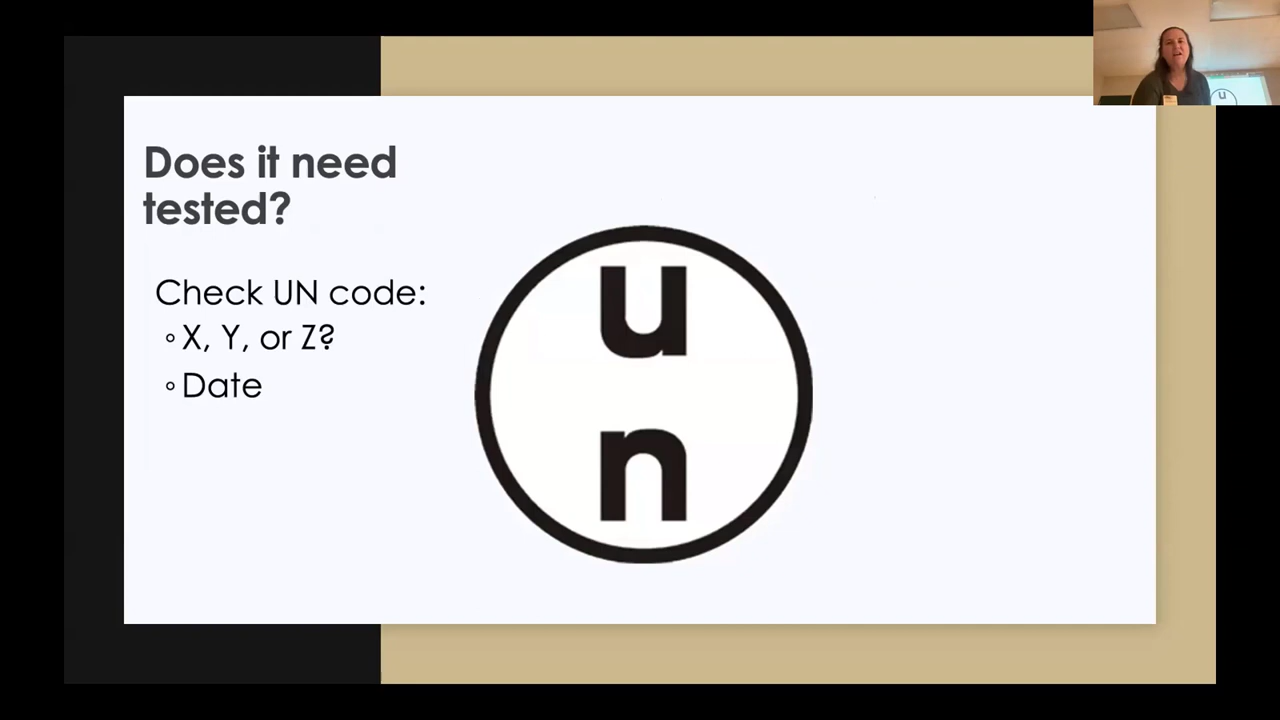 Does it need
tested?
Check UN code:
◦X, Y, or Z?
◦Date
u
n
u